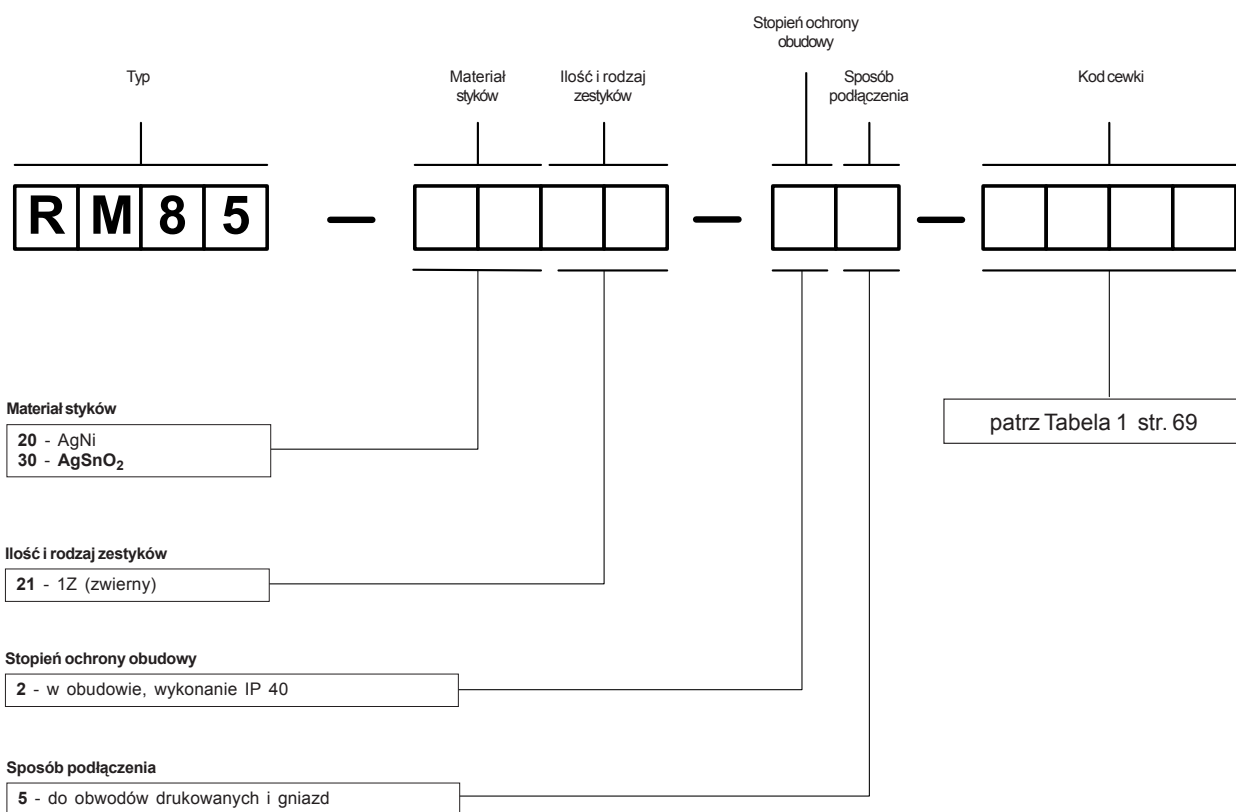 Stopień ochrony
obudowy
Typ
Materiał
styków
Ilość i rodzaj
zestyków
Sposób
podłączenia
Kod cewki
RM85 — —  —
patrz Tabela 1 str. 69
Materiał styków
20 - AgNi
30 - AgSnO₂
Ilość i rodzaj zestyków
21 - 1Z (zwierny)
Stopień ochrony obudowy
2 - w obudowie, wykonanie IP 40
Sposób podłączenia
5 - do obwodów drukowanych i gniazd